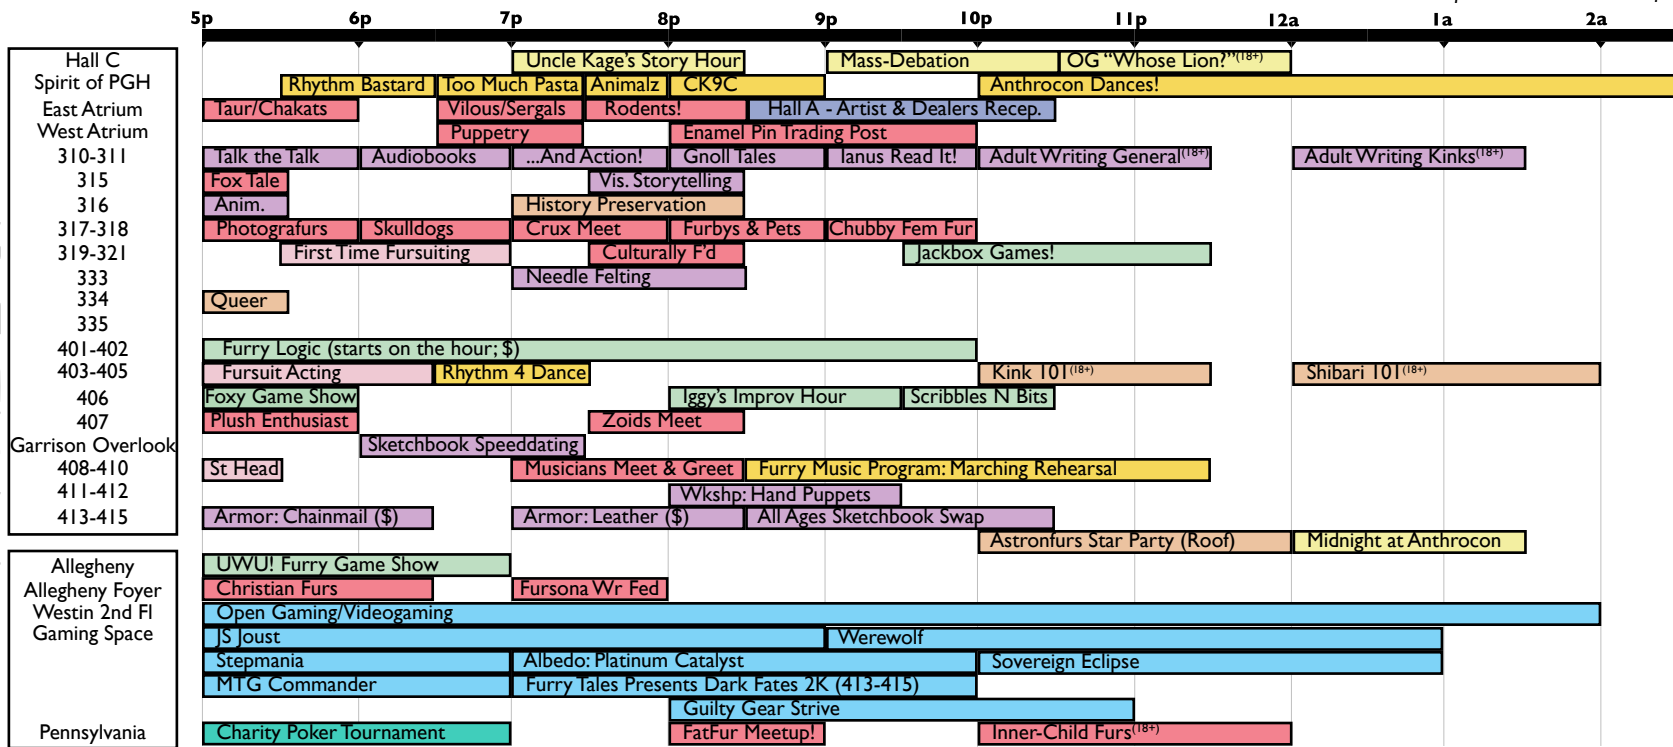 5p 6p 7p 8p 9p 10p 11p 12a 1a 2a
Hall C Uncle Kage's Story Hour Mass-Debation OG "Whose Lion?"(18+)
Spirit of PGH Rhythm Bastard Too Much Pasta Animalz CK9C Anthrocon Dances!
East Atrium Taur/Chakats Vilous/Sergals Rodents! Hall A - Artist & Dealers Recep.
West Atrium Puppetry Enamel Pin Trading Post
310-311 Talk the Talk Audiobooks ...And Action! Gnoll Tales Ianus Read It! Adult Writing General(18+) Adult Writing Kinks(18+)
315 Fox Tale Vis. Storytelling
316 Anim. History Preservation
317-318 Photografurs Skulldogs Crux Meet Furbys & Pets Chubby Fem Fur
319-321 First Time Fursuiting Culturally F'd Jackbox Games!
333 Needle Felting
334 Queer
335
401-402 Furry Logic (starts on the hour; $)
403-405 Fursuit Acting Rhythm 4 Dance Kink 101(18+) Shibari 101(18+)
406 Foxy Game Show Iggy's Improv Hour Scribbles N Bits
407 Plush Enthusiast Zoids Meet
Garrison Overlook Sketchbook Speeddating
408-410 St Head Musicians Meet & Greet Furry Music Program: Marching Rehearsal
411-412 Wkshp: Hand Puppets
413-415 Armor: Chainmail ($) Armor: Leather ($) All Ages Sketchbook Swap
Astronfurs Star Party (Roof) Midnight at Anthrocon
Allegheny UWU! Furry Game Show
Allegheny Foyer Christian Furs Fursona Wr Fed
Westin 2nd Fl Open Gaming/Videogaming
Gaming Space JS Joust Werewolf
Stepmania Albedo: Platinum Catalyst Sovereign Eclipse
MTG Commander Furry Tales Presents Dark Fates 2K (413-415)
Guilty Gear Strive
Pennsylvania Charity Poker Tournament FatFur Meetup! Inner-Child Furs(18+)